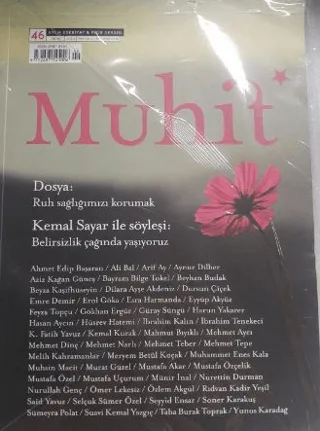 46
Muhit
Dosya:
Ruh sağlığımızı korumak
Kemal Sayar ile söyleşi:
Belirsizlik çağında yaşıyoruz
Ahmet Edip Başaran / Ali Bal / Arif Ay / Aynur Dilber
Aziz Kağan Güneş / Bayram Bilge Tokel / Beyhan Budak
Beyza Kaşıfhüseyin / Dilara Ayşe Akdeniz / Dursun Çiçek
Emre Demir / Erol Göka / Esra Harmanda / Eyyüp Akyüz
Feyza Topçu / Gökhan Ergür / Güray Süngü / Harun Yakarer
Hasan Aycın / Hüsrev Hatemi / İbrahim Kalın / İbrahim Tenekeci
K. Fatih Yavuz / Kemal Kuzak / Mahmut Bıyıklı / Mehmet Ayrı
Mehmet Dinç / Mehmet Narlı / Mehmet Teber / Mehmet Tepe
Melih Kahramanlar / Meryem Betül Koçak / Muhammet Enes Kala
Muhsin Macit / Murat Güzel / Mustafa Akar / Mustafa Özçelik
Mustafa Özel / Mustafa Uçurum / Münir İnal / Nurettin Durman
Nurullah Genç / Ömer Lekesiz / Özlem Akgül / Rıdvan Kadir Yeşil
Said Yavuz / Selçuk Sümer Özel / Seyyid Ensar / Soner Karakuş
Sümeyra Polat / Suavi Kemal Yazgıç / Taha Burak Toprak / Yunus Karadağ